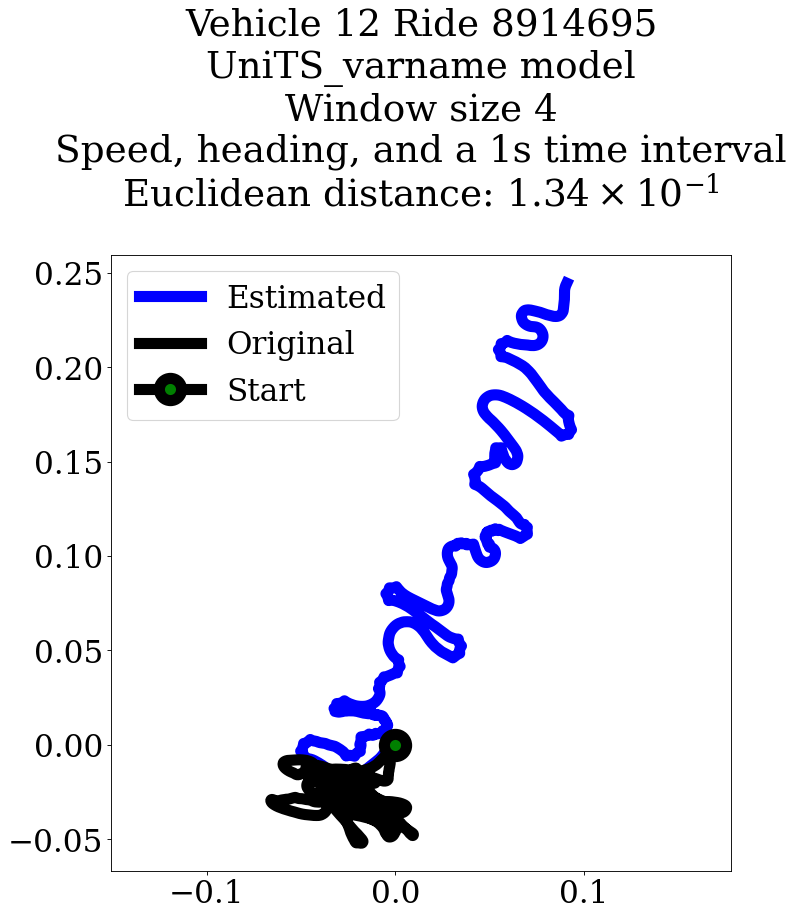 Vehicle 12 Ride 8914695
UniTS_varname model
Window size 4
Speed, heading, and a 1s time interval
Euclidean distance: 1.34 × 10⁻¹
0.25
0.20
0.15
0.10
0.05
0.00
−0.05
Estimated
Original
Start
−0.1
0.0
0.1